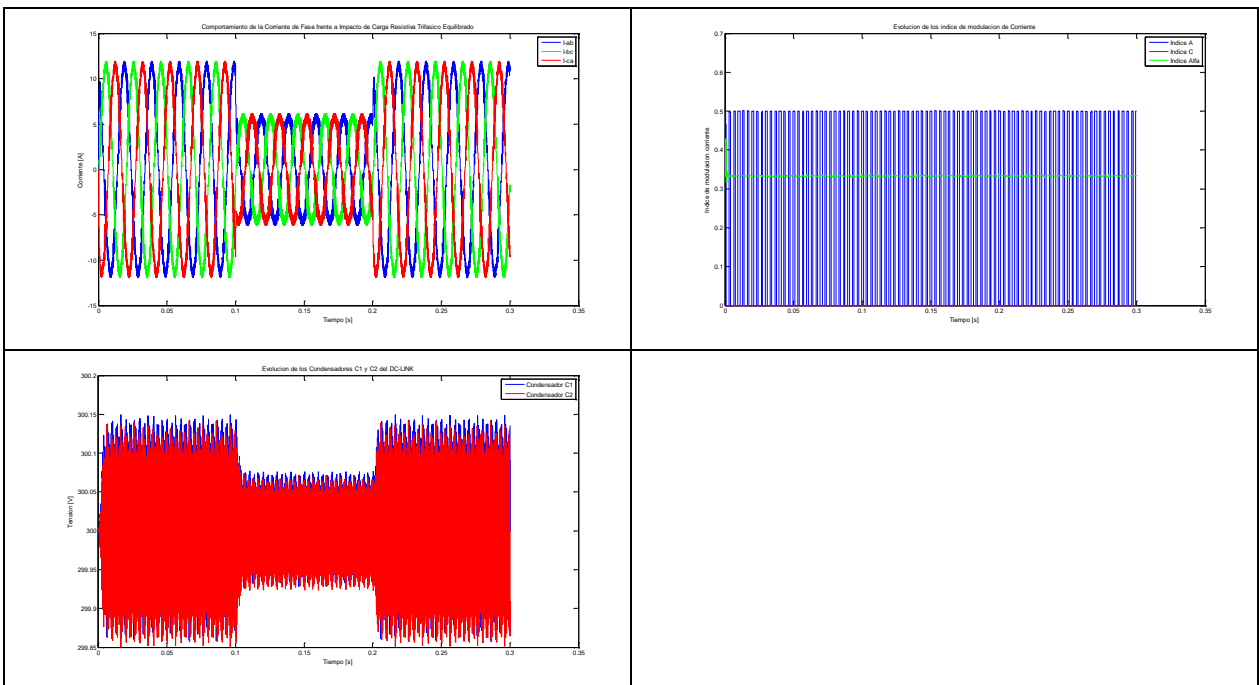 Comportamiento de la Corriente de Fase frente a Impacto de Carga Resistiva Trifasico Equilibrado
15
10
5
0
-5
-10
-15
Corriente [A]
I-ab
I-bc
I-ca
0
0.05
0.1
0.15
0.2
0.25
0.3
0.35
Tiempo [s]
Evolucion de los indice de modulacion de Corriente
0.7
0.6
0.5
0.4
0.3
0.2
0.1
0
Indice de modulacion corriente
Indice A
Indice C
Indice Alfa
0
0.05
0.1
0.15
0.2
0.25
0.3
0.35
Tiempo [s]
Evolucion de los Condensadores C1 y C2 del DC-LINK
300.2
300.15
300.1
300.05
300
299.95
299.9
299.85
Tension [V]
Condensador C1
Condensador C2
0
0.05
0.1
0.15
0.2
0.25
0.3
0.35
Tiempo [s]